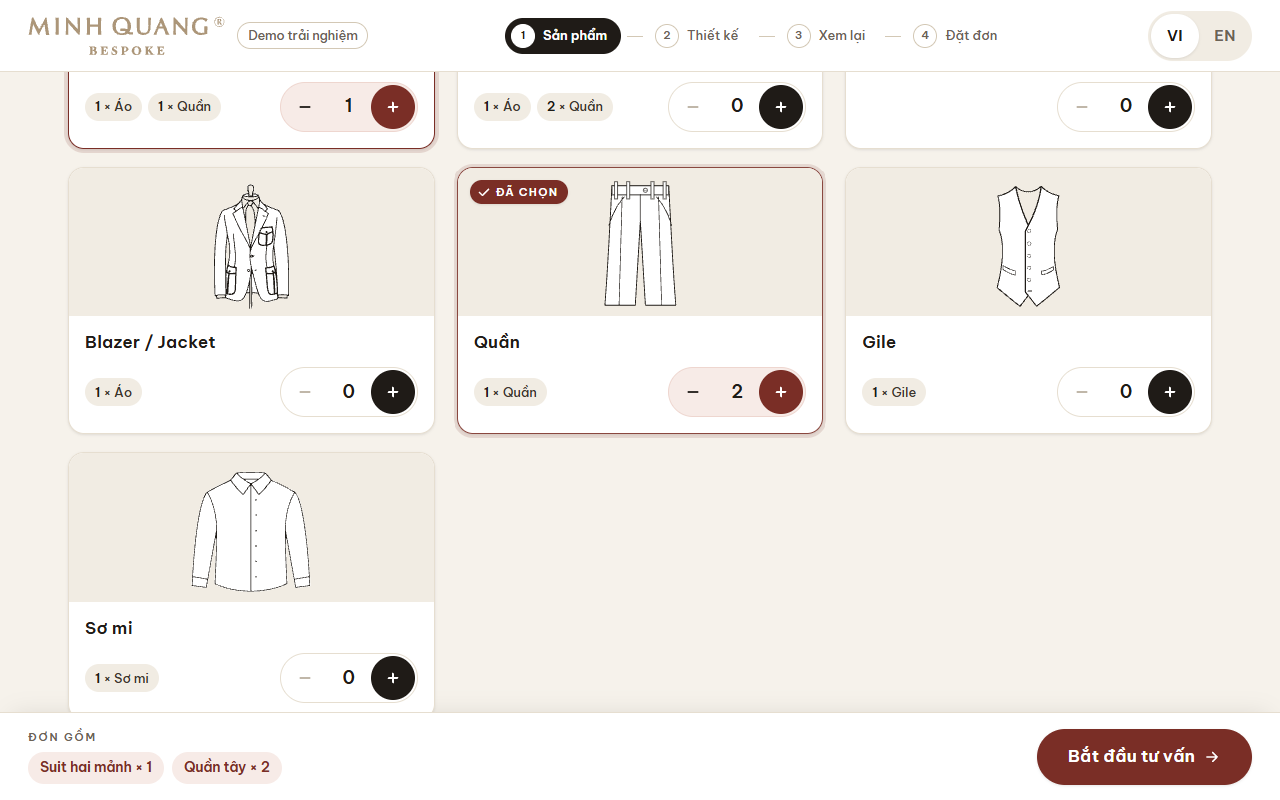 MINH QUANG®
BESPOKE
Demo trải nghiệm
1 Sản phẩm
2 Thiết kế
3 Xem lại
4 Đặt đơn
VI EN
1 × Áo 1 × Quần − 1 +
1 × Áo 2 × Quần − 0 +
− 0 +
Blazer / Jacket
1 × Áo − 0 +
ĐÃ CHỌN
Quần
1 × Quần − 2 +
Gile
1 × Gile − 0 +
Sơ mi
1 × Sơ mi − 0 +
ĐƠN GỒM
Suit hai mảnh × 1 Quần tây × 2
Bắt đầu tư vấn →